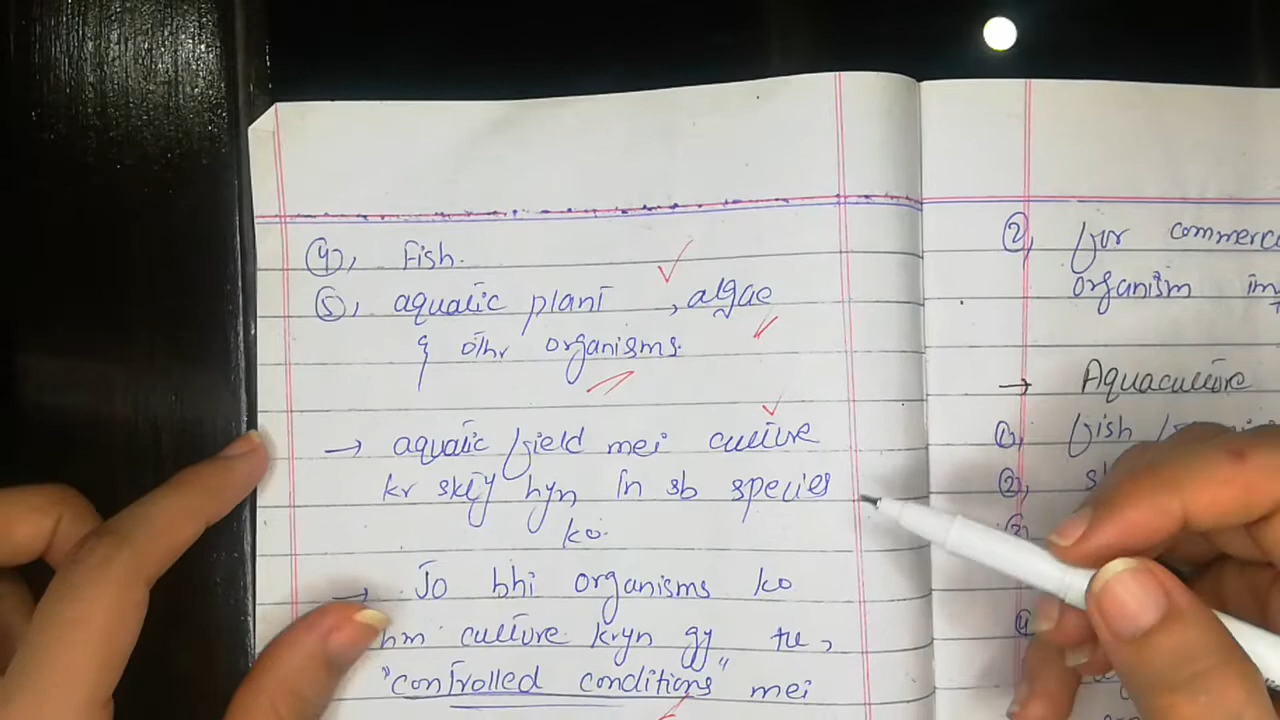 (4), Fish.
(5), aquatic plant , algae
& othr organisms.
→ aquatic field mei culture
kr skty hyn in sb species
ko.
→ Jo bhi organisms ko
hm culture kryn gy tu,
"controlled conditions" mei
(2), for commerc
organism im
→ Aquaculture
(1), fish
(2), s
(3)
(4)